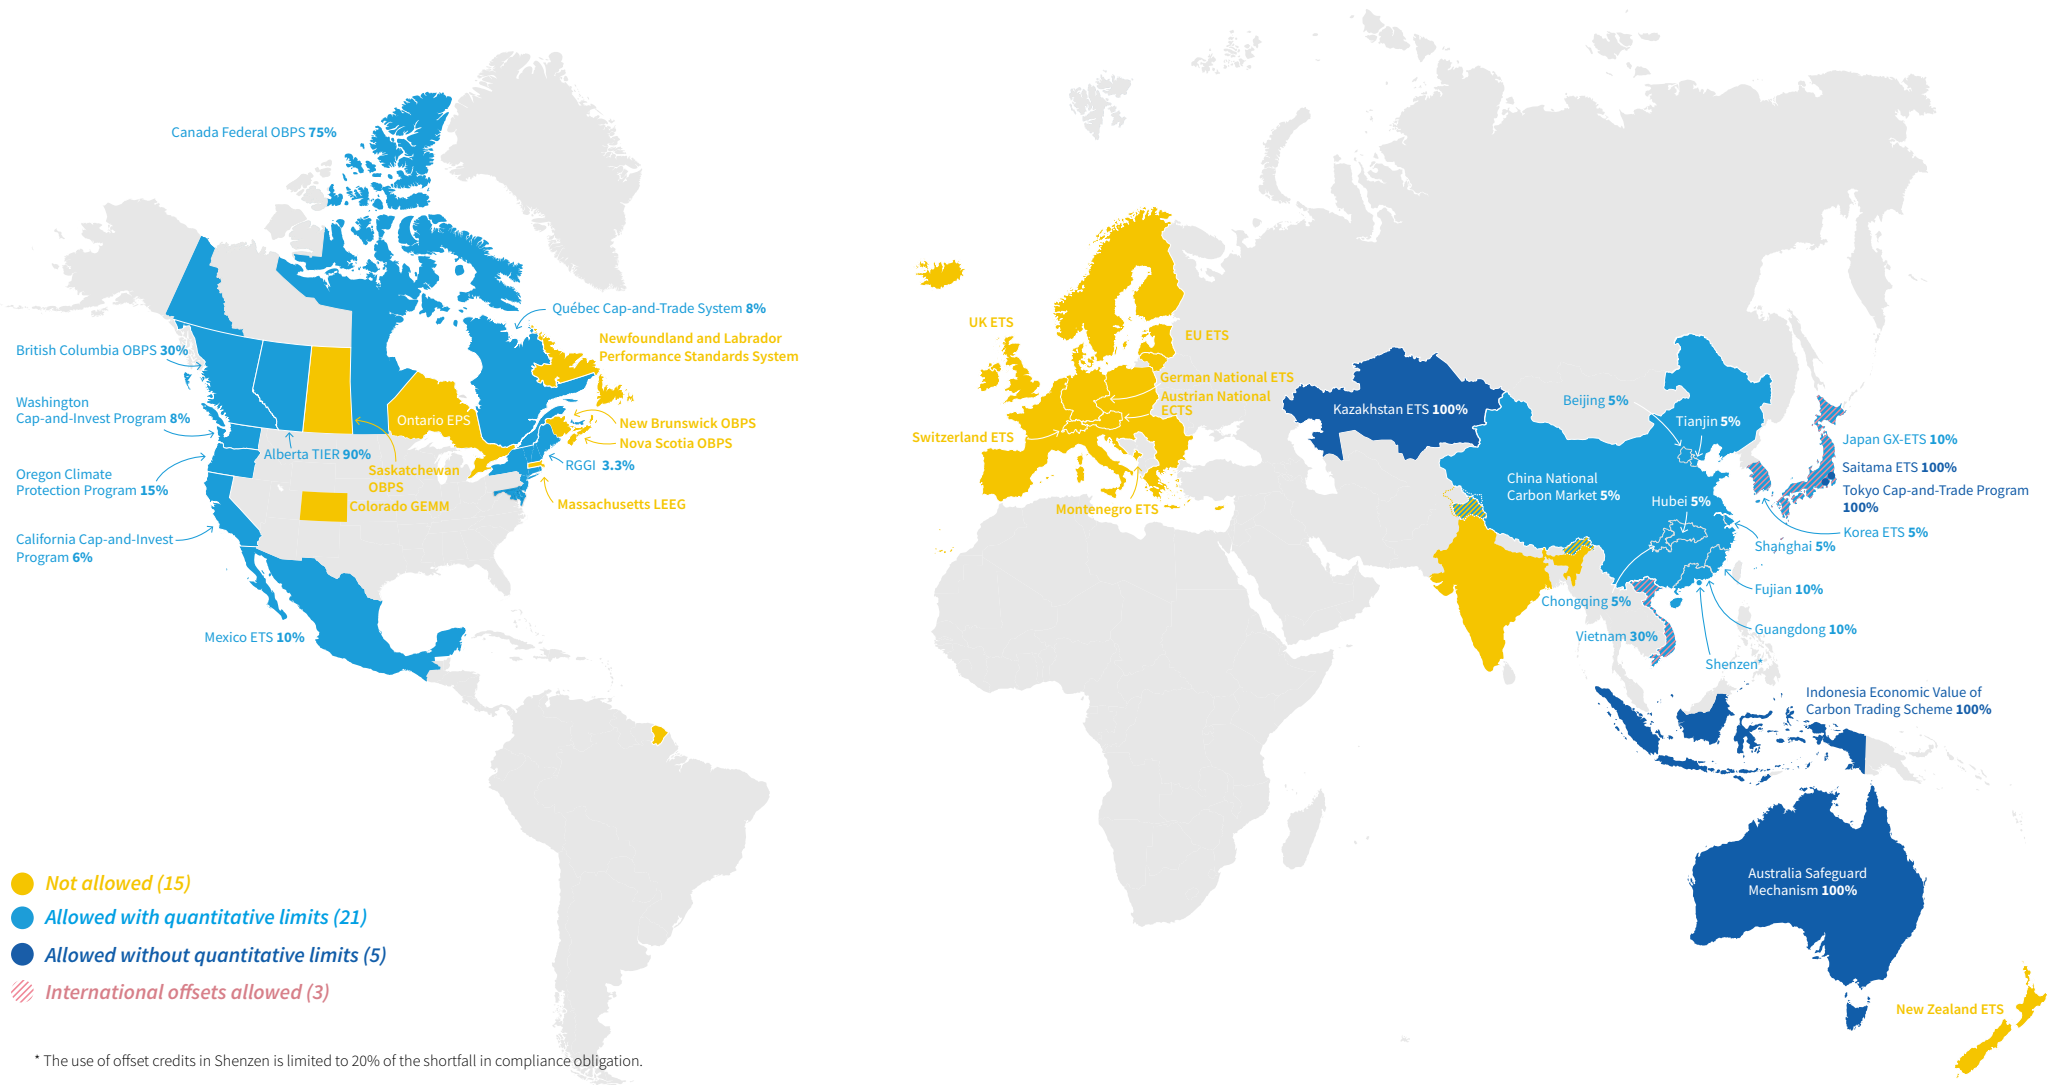 Canada Federal OBPS 75%
Québec Cap-and-Trade System 8%
Newfoundland and Labrador
Performance Standards System
British Columbia OBPS 30%
Washington
Cap-and-Invest Program 8%
Ontario EPS
New Brunswick OBPS
Nova Scotia OBPS
Alberta TIER 90%
RGGI 3.3%
Oregon Climate
Protection Program 15%
Saskatchewan
OBPS
Colorado GEMM
Massachusetts LEEG
California Cap-and-Invest
Program 6%
Mexico ETS 10%
UK ETS
EU ETS
German National ETS
Austrian National
ECTS
Switzerland ETS
Montenegro ETS
Kazakhstan ETS 100%
Beijing 5%
Tianjin 5%
China National
Carbon Market 5%
Hubei 5%
Japan GX-ETS 10%
Saitama ETS 100%
Tokyo Cap-and-Trade Program
100%
Korea ETS 5%
Shanghai 5%
Fujian 10%
Chongqing 5%
Guangdong 10%
Vietnam 30%
Shenzen*
Indonesia Economic Value of
Carbon Trading Scheme 100%
Australia Safeguard
Mechanism 100%
New Zealand ETS
Not allowed (15)
Allowed with quantitative limits (21)
Allowed without quantitative limits (5)
International offsets allowed (3)
* The use of offset credits in Shenzen is limited to 20% of the shortfall in compliance obligation.